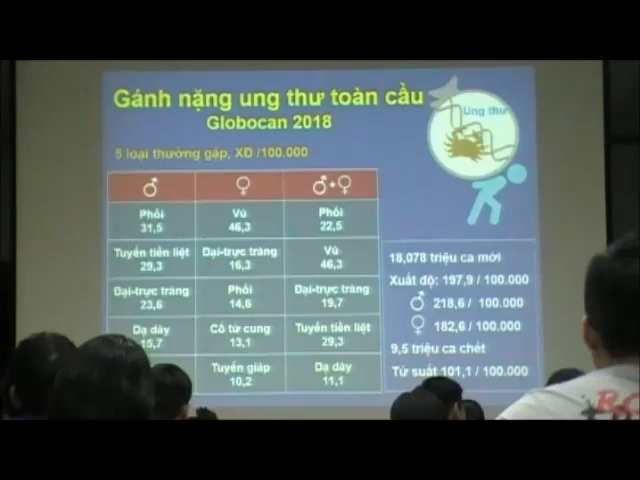 Gánh nặng ung thư toàn cầu
Globocan 2018
Ung thư
5 loại thường gặp, XĐ /100.000
♂ ♀ ♂+♀
Phổi Vú Phổi
31,5 46,3 22,5
Tuyến tiền liệt Đại-trực tràng Vú
29,3 16,3 46,3
Đại-trực tràng Phổi Đại-trực tràng
23,6 14,6 19,7
Dạ dày Cổ tử cung Tuyến tiền liệt
15,7 13,1 29,3
Tuyến giáp Dạ dày
10,2 11,1
18,078 triệu ca mới
Xuất độ: 197,9 / 100.000
♂ 218,6 / 100.000
♀ 182,6 / 100.000
9,5 triệu ca chết
Tử suất 101,1 / 100.000